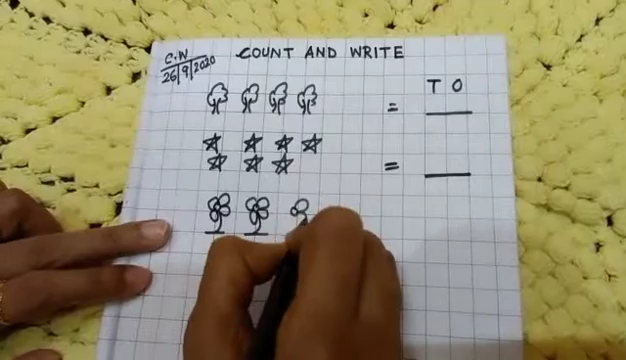 C.W
26/9/2020
COUNT AND WRITE
T O
=
=